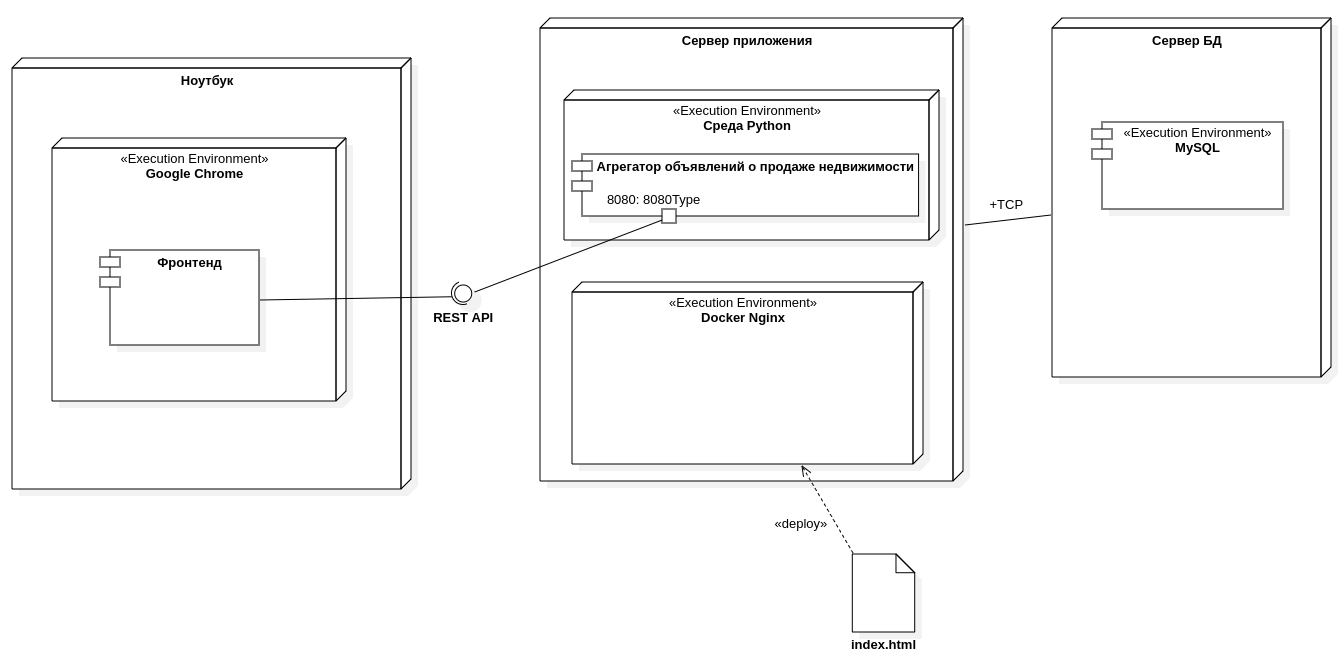 Ноутбук
«Execution Environment»
Google Chrome
Фронтенд
REST API
Сервер приложения
«Execution Environment»
Среда Python
Агрегатор объявлений о продаже недвижимости
8080: 8080Type
«Execution Environment»
Docker Nginx
«deploy»
index.html
+TCP
Сервер БД
«Execution Environment»
MySQL